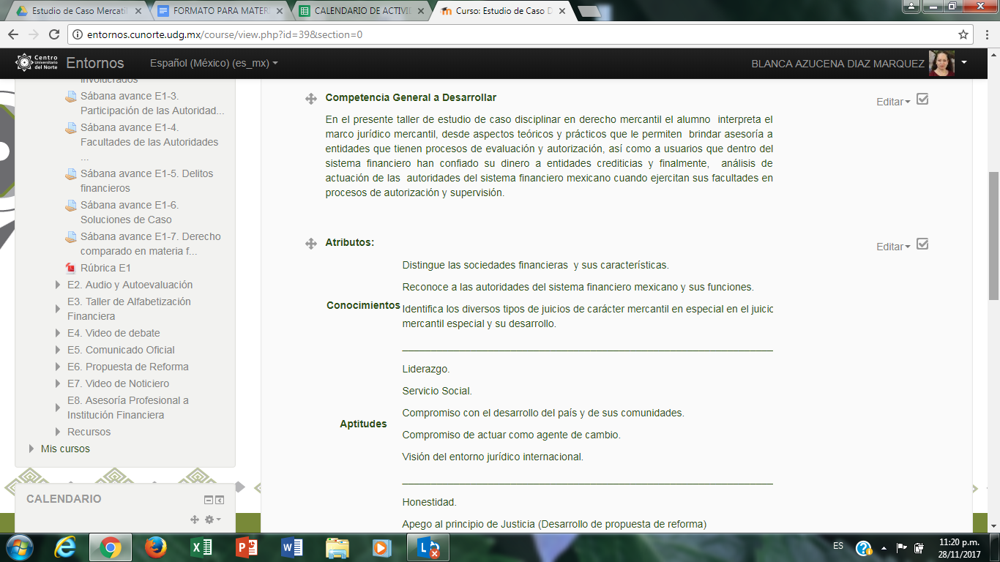 Estudio de Caso Mercati
FORMATO PARA MATERI
CALENDARIO DE ACTIVI
Curso: Estudio de Caso D
entornos.cunorte.udg.mx/course/view.php?id=39&section=0
Centro
Universitario
del Norte
Entornos
Español (México) (es_mx)
BLANCA AZUCENA DIAZ MARQUEZ
involucrados
Sábana avance E1-3.
Participación de las Autoridad...
Sábana avance E1-4.
Facultades de las Autoridades
...
Sábana avance E1-5. Delitos
financieros
Sábana avance E1-6.
Soluciones de Caso
Sábana avance E1-7. Derecho
comparado en materia f...
Rúbrica E1
E2. Audio y Autoevaluación
E3. Taller de Alfabetización
Financiera
E4. Video de debate
E5. Comunicado Oficial
E6. Propuesta de Reforma
E7. Video de Noticiero
E8. Asesoría Profesional a
Institución Financiera
Recursos
Mis cursos
CALENDARIO
Competencia General a Desarrollar
Editar
En el presente taller de estudio de caso disciplinar en derecho mercantil el alumno interpreta el
marco jurídico mercantil, desde aspectos teóricos y prácticos que le permiten brindar asesoría a
entidades que tienen procesos de evaluación y autorización, así como a usuarios que dentro del
sistema financiero han confiado su dinero a entidades crediticias y finalmente, análisis de
actuación de las autoridades del sistema financiero mexicano cuando ejercitan sus facultades en
procesos de autorización y supervisión.
Atributos:
Editar
Conocimientos
Distingue las sociedades financieras y sus características.
Reconoce a las autoridades del sistema financiero mexicano y sus funciones.
Identifica los diversos tipos de juicios de carácter mercantil en especial en el juicio
mercantil especial y su desarrollo.
Aptitudes
Liderazgo.
Servicio Social.
Compromiso con el desarrollo del país y de sus comunidades.
Compromiso de actuar como agente de cambio.
Visión del entorno jurídico internacional.
Honestidad.
Apego al principio de Justicia (Desarrollo de propuesta de reforma)
ES
11:20 p.m.
28/11/2017